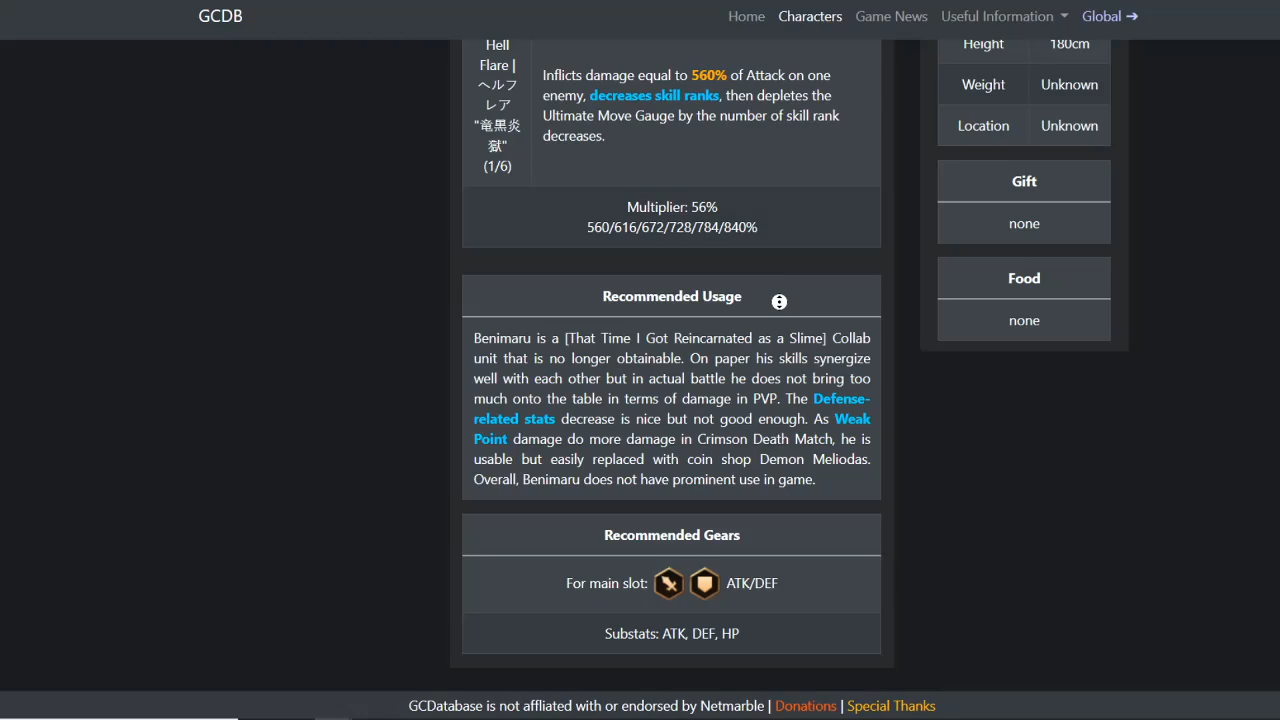 GCDB
Home Characters Game News Useful Information Global ➔
Hell
Flare |
ヘルフ
レア
"竜黒炎
獄"
(1/6)
Inflicts damage equal to 560% of Attack on one
enemy, decreases skill ranks, then depletes the
Ultimate Move Gauge by the number of skill rank
decreases.
Multiplier: 56%
560/616/672/728/784/840%
Recommended Usage
Benimaru is a [That Time I Got Reincarnated as a Slime] Collab
unit that is no longer obtainable. On paper his skills synergize
well with each other but in actual battle he does not bring too
much onto the table in terms of damage in PVP. The Defense-
related stats decrease is nice but not good enough. As Weak
Point damage do more damage in Crimson Death Match, he is
usable but easily replaced with coin shop Demon Meliodas.
Overall, Benimaru does not have prominent use in game.
Recommended Gears
For main slot: ATK/DEF
Substats: ATK, DEF, HP
Height 180cm
Weight Unknown
Location Unknown
Gift
none
Food
none
GCDatabase is not affliated with or endorsed by Netmarble | Donations | Special Thanks